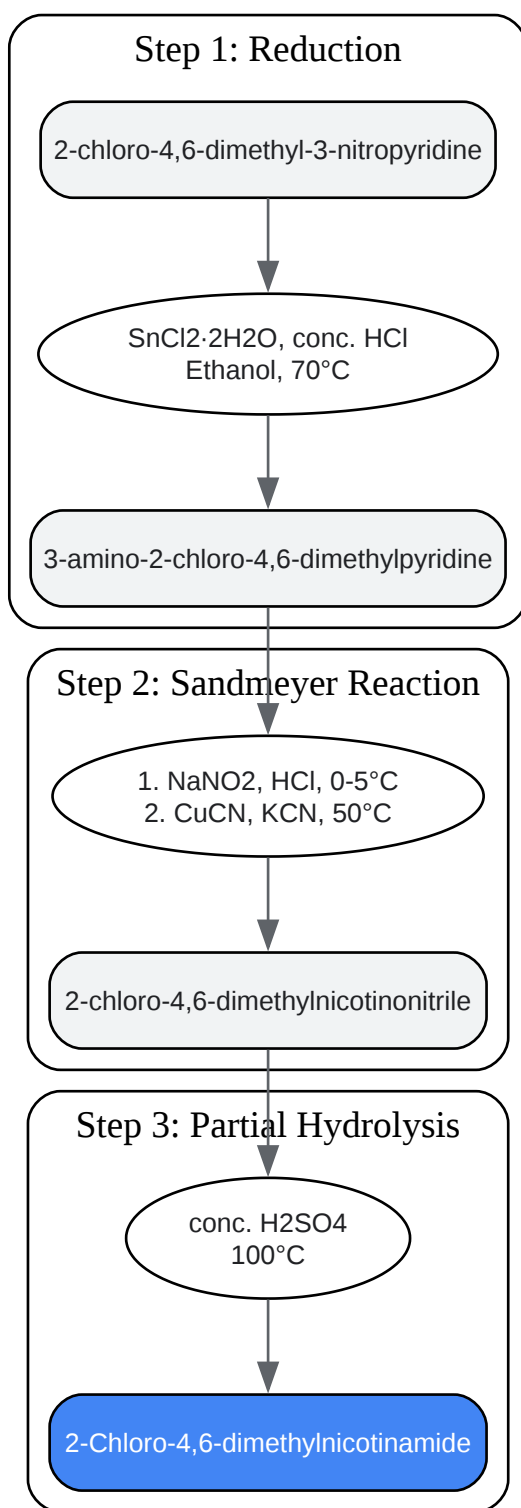 Step 1: Reduction
2-chloro-4,6-dimethyl-3-nitropyridine
SnCl2·2H2O, conc. HCl
Ethanol, 70°C
3-amino-2-chloro-4,6-dimethylpyridine
Step 2: Sandmeyer Reaction
1. NaNO2, HCl, 0-5°C
2. CuCN, KCN, 50°C
2-chloro-4,6-dimethylnicotinonitrile
Step 3: Partial Hydrolysis
conc. H2SO4
100°C
2-Chloro-4,6-dimethylnicotinamide